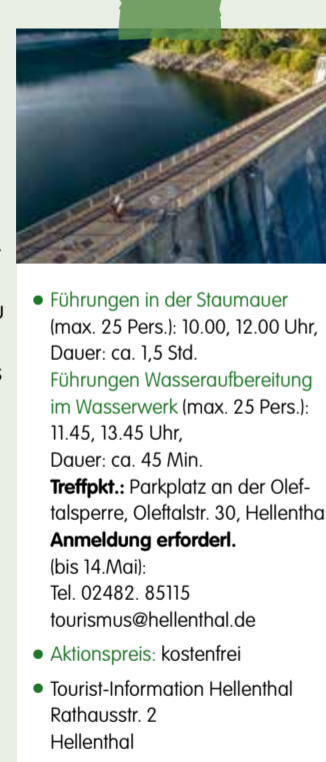 • Führungen in der Staumauer
(max. 25 Pers.): 10.00, 12.00 Uhr,
Dauer: ca. 1,5 Std.
Führungen Wasseraufbereitung
im Wasserwerk (max. 25 Pers.):
11.45, 13.45 Uhr,
Dauer: ca. 45 Min.
Treffpkt.: Parkplatz an der Olef-
talsperre, Oleftalstr. 30, Hellentha
Anmeldung erforderl.
(bis 14.Mai):
Tel. 02482. 85115
tourismus@hellenthal.de
• Aktionspreis: kostenfrei
• Tourist-Information Hellenthal
Rathausstr. 2
Hellenthal